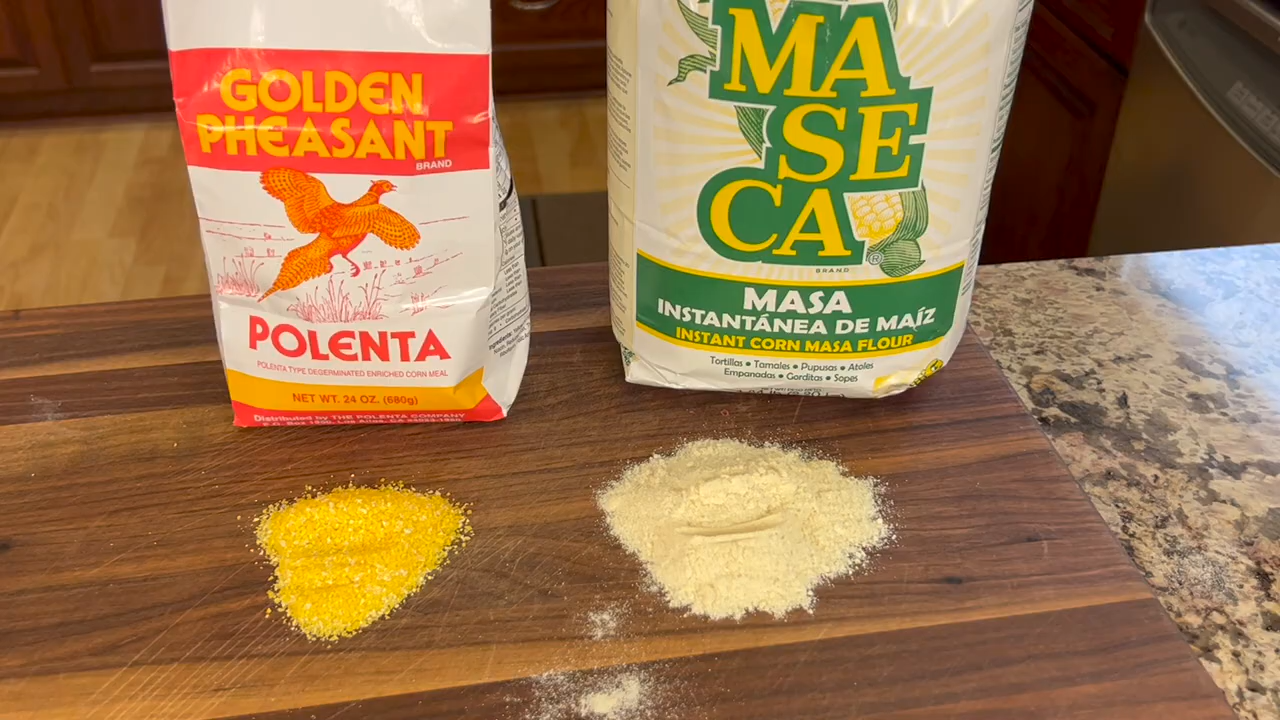 GOLDEN
PHEASANT
BRAND
POLENTA
POLENTA TYPE DEGERMINATED ENRICHED CORN MEAL
NET WT. 24 OZ. (680g)
Distributed by THE POLENTA COMPANY
MA
SE
CA
®
BRAND
MASA
INSTANTÁNEA DE MAÍZ
INSTANT CORN MASA FLOUR
Tortillas • Tamales • Pupusas • Atoles
Empanadas • Gorditas • Sopes